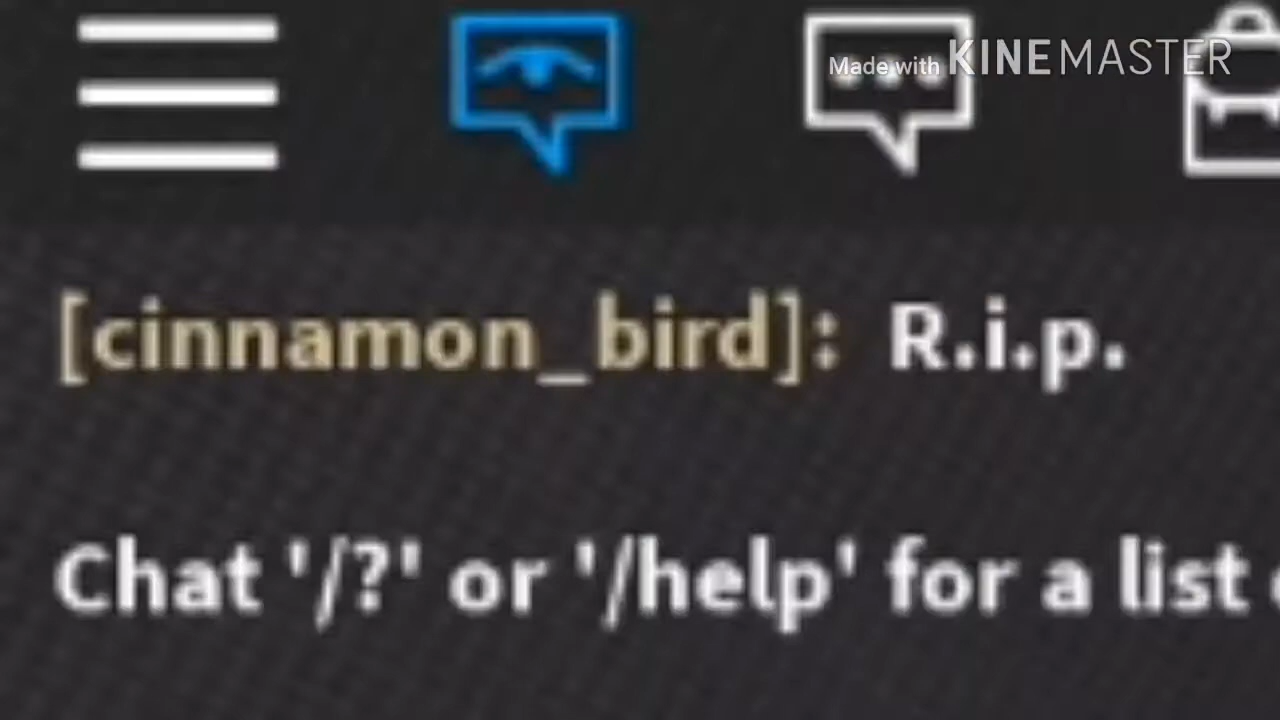 Made with KINEMASTER
[cinnamon_bird]: R.i.p.
Chat '/?' or '/help' for a list